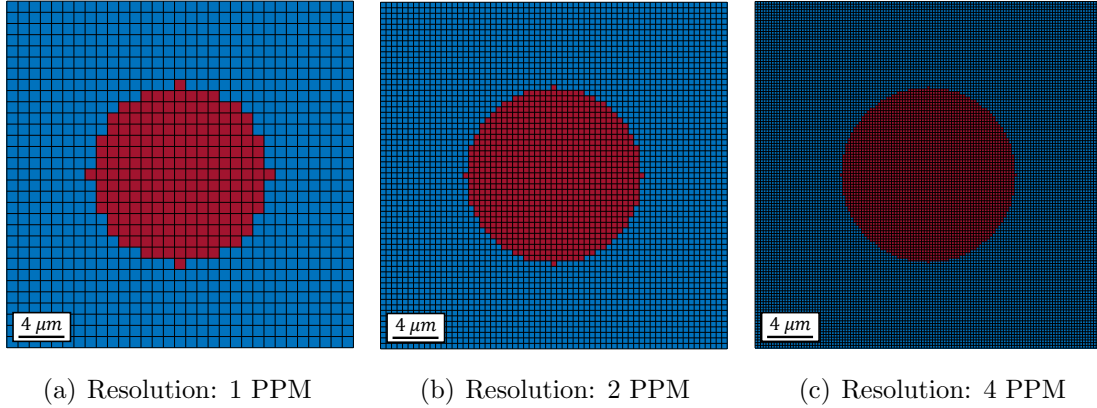 4 μm
4 μm
4 μm
(a) Resolution: 1 PPM
(b) Resolution: 2 PPM
(c) Resolution: 4 PPM